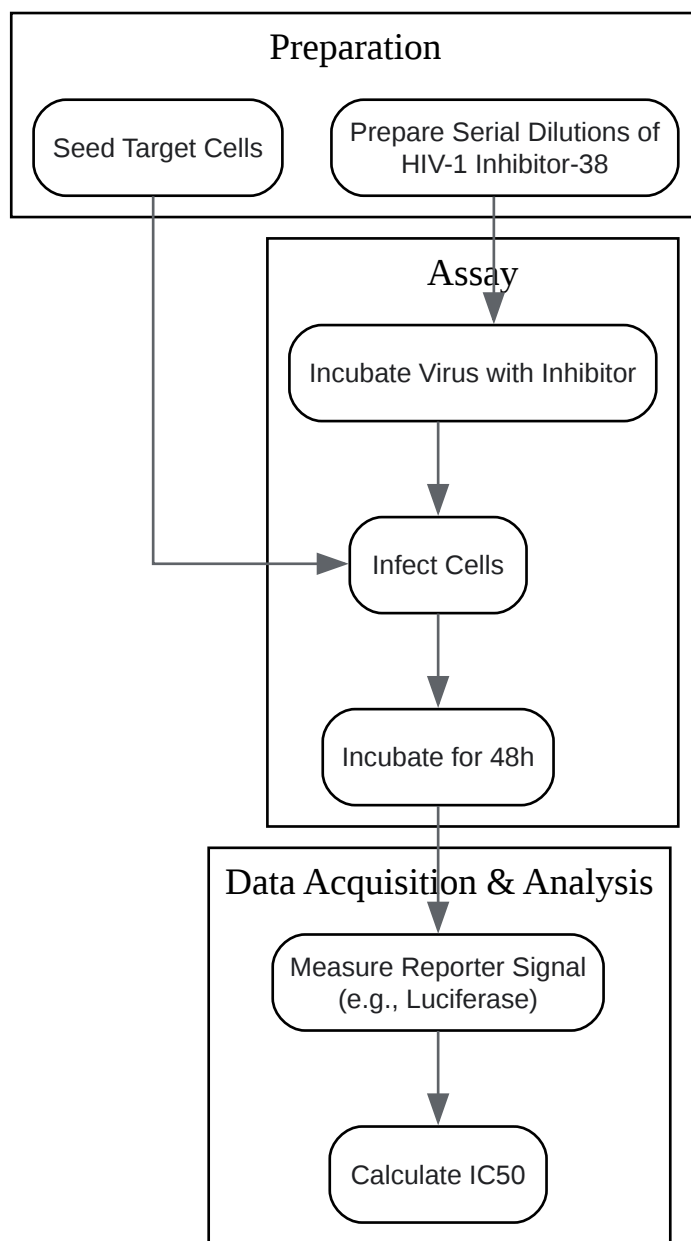 Preparation
Seed Target Cells
Prepare Serial Dilutions of
HIV-1 Inhibitor-38
Assay
Incubate Virus with Inhibitor
Infect Cells
Incubate for 48h
Data Acquisition & Analysis
Measure Reporter Signal
(e.g., Luciferase)
Calculate IC50